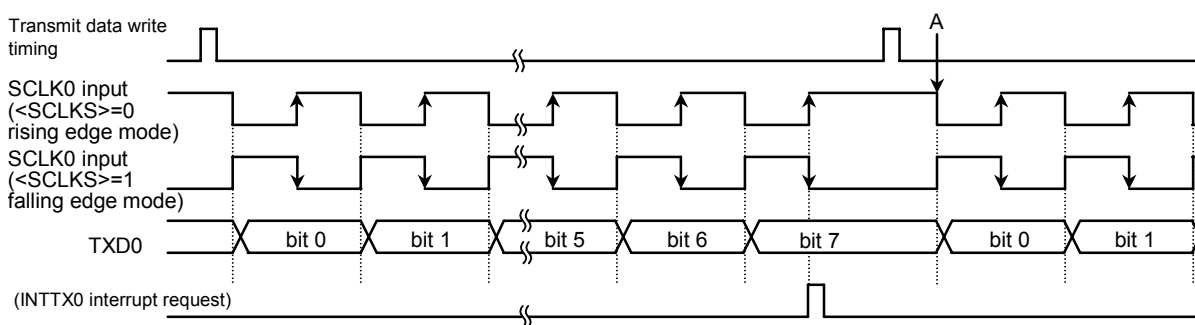 Transmit data write
timing
A
SCLK0 input
(<SCLKS>=0
rising edge mode)
SCLK0 input
(<SCLKS>=1
falling edge mode)
TXD0
bit 0
bit 1
bit 5
bit 6
bit 7
bit 0
bit 1
(INTTX0 interrupt request)